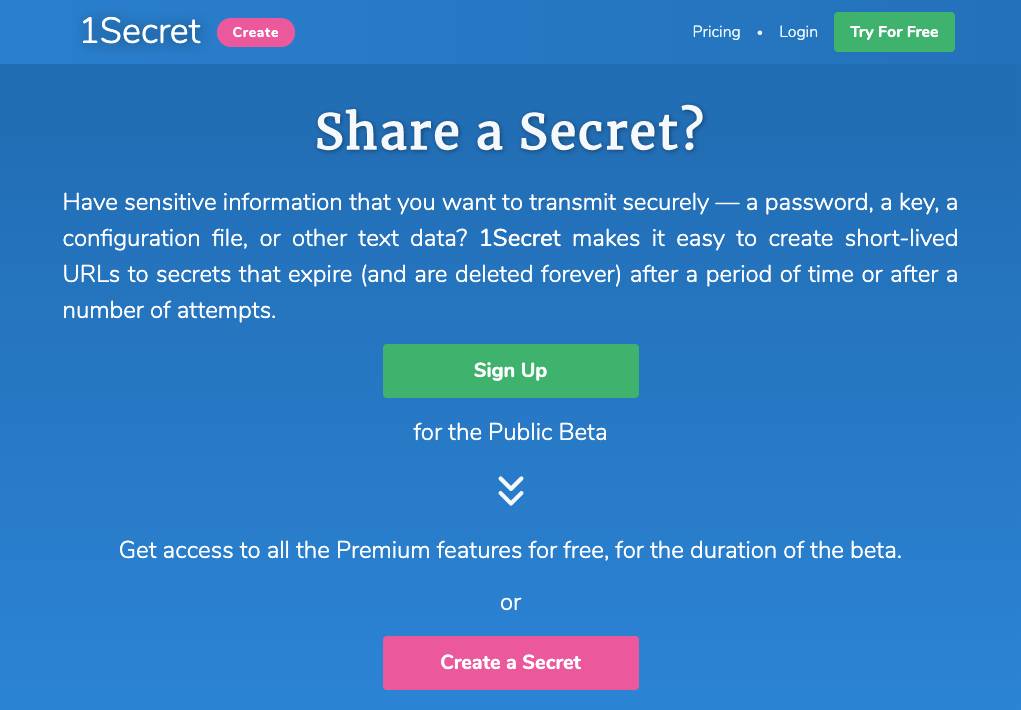 1Secret Create Pricing • Login Try For Free
Share a Secret?
Have sensitive information that you want to transmit securely — a password, a key, a
configuration file, or other text data? 1Secret makes it easy to create short-lived
URLs to secrets that expire (and are deleted forever) after a period of time or after a
number of attempts.
Sign Up
for the Public Beta
Get access to all the Premium features for free, for the duration of the beta.
or
Create a Secret